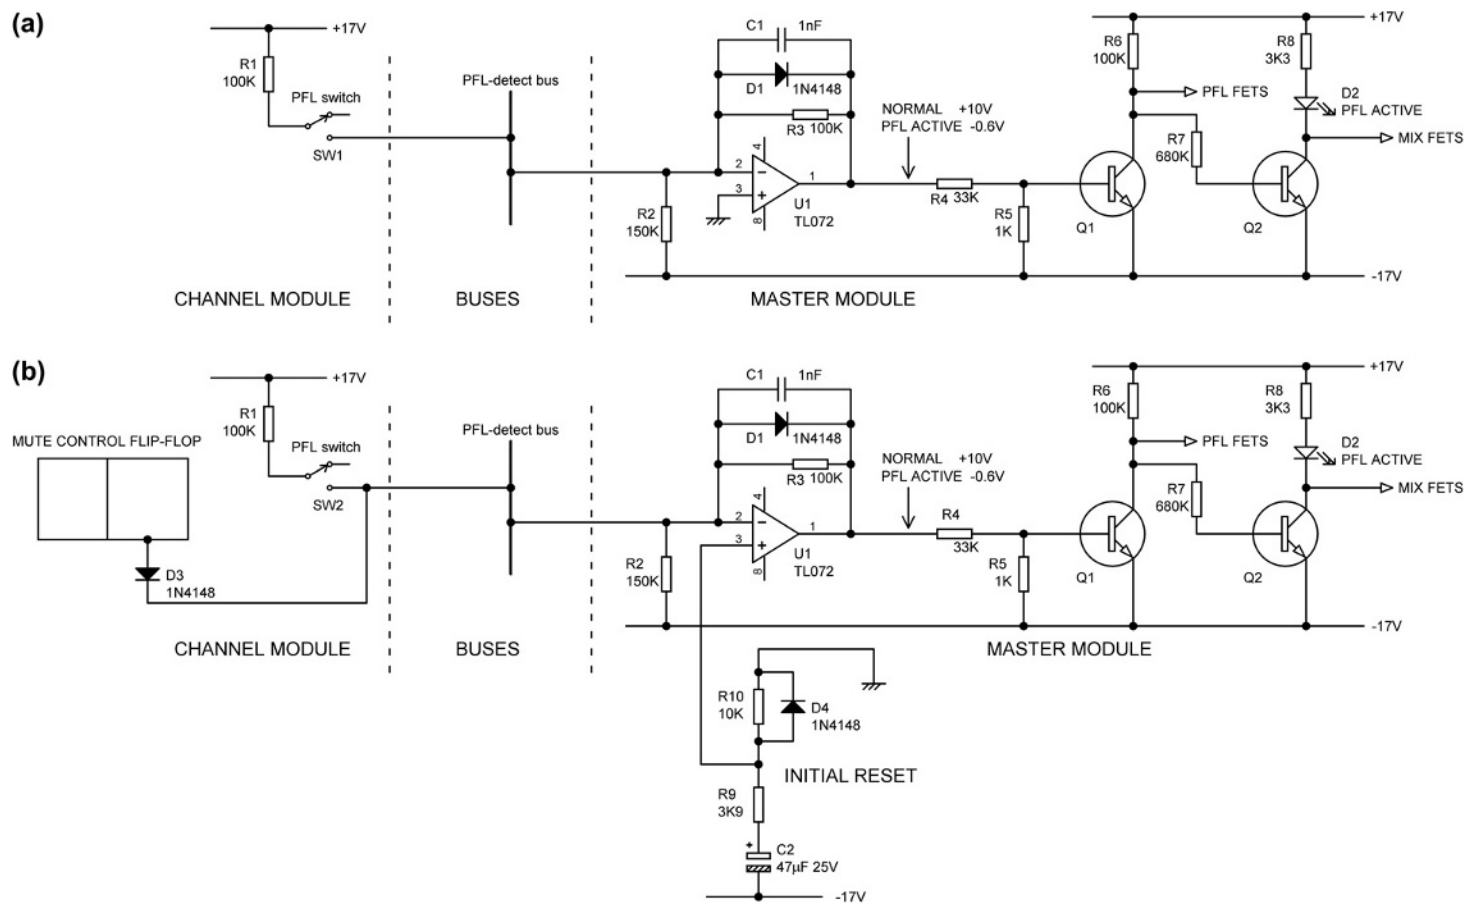 (a)
+17V
R1
100K
PFL switch
SW1
PFL-detect bus
C1 1nF
D1 1N4148
R3 100K
2
3
4
8
1
U1
TL072
R2
150K
NORMAL +10V
PFL ACTIVE -0.6V
R4 33K
R5
1K
+17V
R6
100K
PFL FETS
R7
680K
R8
3K3
D2
PFL ACTIVE
MIX FETS
Q1
Q2
-17V
CHANNEL MODULE
BUSES
MASTER MODULE
(b)
+17V
R1
100K
MUTE CONTROL FLIP-FLOP
PFL switch
SW2
D3
1N4148
PFL-detect bus
C1 1nF
D1 1N4148
R3 100K
2
3
4
8
1
U1
TL072
R2
150K
NORMAL +10V
PFL ACTIVE -0.6V
R4
33K
R5
1K
+17V
R6
100K
PFL FETS
R7
680K
R8
3K3
D2
PFL ACTIVE
MIX FETS
Q1
Q2
-17V
CHANNEL MODULE
BUSES
MASTER MODULE
R10
10K
D4
1N4148
INITIAL RESET
R9
3K9
+
C2
47µF 25V
-17V